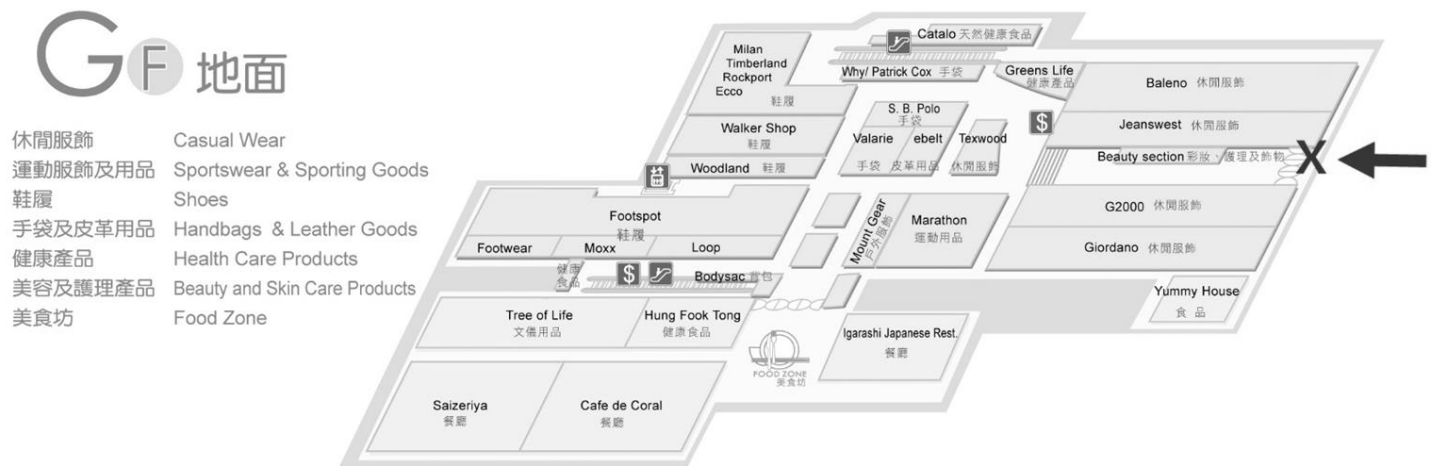 GF 地面
休閒服飾 Casual Wear
運動服飾及用品 Sportswear & Sporting Goods
鞋履 Shoes
手袋及皮革用品 Handbags & Leather Goods
健康產品 Health Care Products
美容及護理產品 Beauty and Skin Care Products
美食坊 Food Zone
Catalo 天然健康食品
Milan
Timberland
Rockport
Ecco
鞋履
Why/ Patrick Cox 手袋
Greens Life
健康產品
Baleno 休閒服飾
S. B. Polo
手袋
$
Jeanswest 休閒服飾
Walker Shop
鞋履
Valarie
手袋
ebelt
皮革用品
Texwood
休閒服飾
Beauty section 彩妝、護理及飾物
X
Woodland 鞋履
Footspot
鞋履
Footwear
Moxx
Loop
Mount Gear
戶外服飾
Marathon
運動用品
G2000 休閒服飾
Giordano 休閒服飾
健康
食品
$
Bodysac 背包
Yummy House
食品
Tree of Life
文儀用品
Hung Fook Tong
健康食品
Igarashi Japanese Rest.
餐廳
FOOD ZONE
美食坊
Saizeriya
餐廳
Cafe de Coral
餐廳